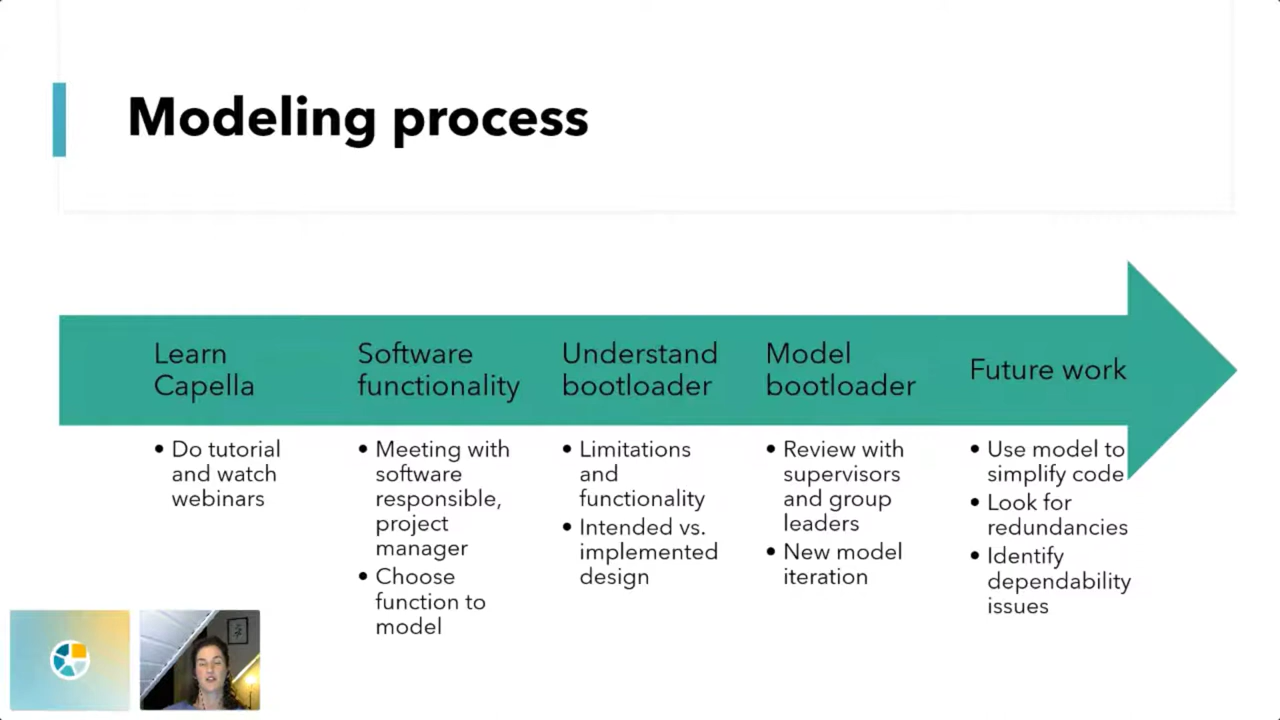 Modeling process
Learn
Capella
• Do tutorial
and watch
webinars
Software
functionality
• Meeting with
software
responsible,
project
manager
• Choose
function to
model
Understand
bootloader
• Limitations
and
functionality
• Intended vs.
implemented
design
Model
bootloader
• Review with
supervisors
and group
leaders
• New model
iteration
Future work
• Use model to
simplify code
• Look for
redundancies
• Identify
dependability
issues